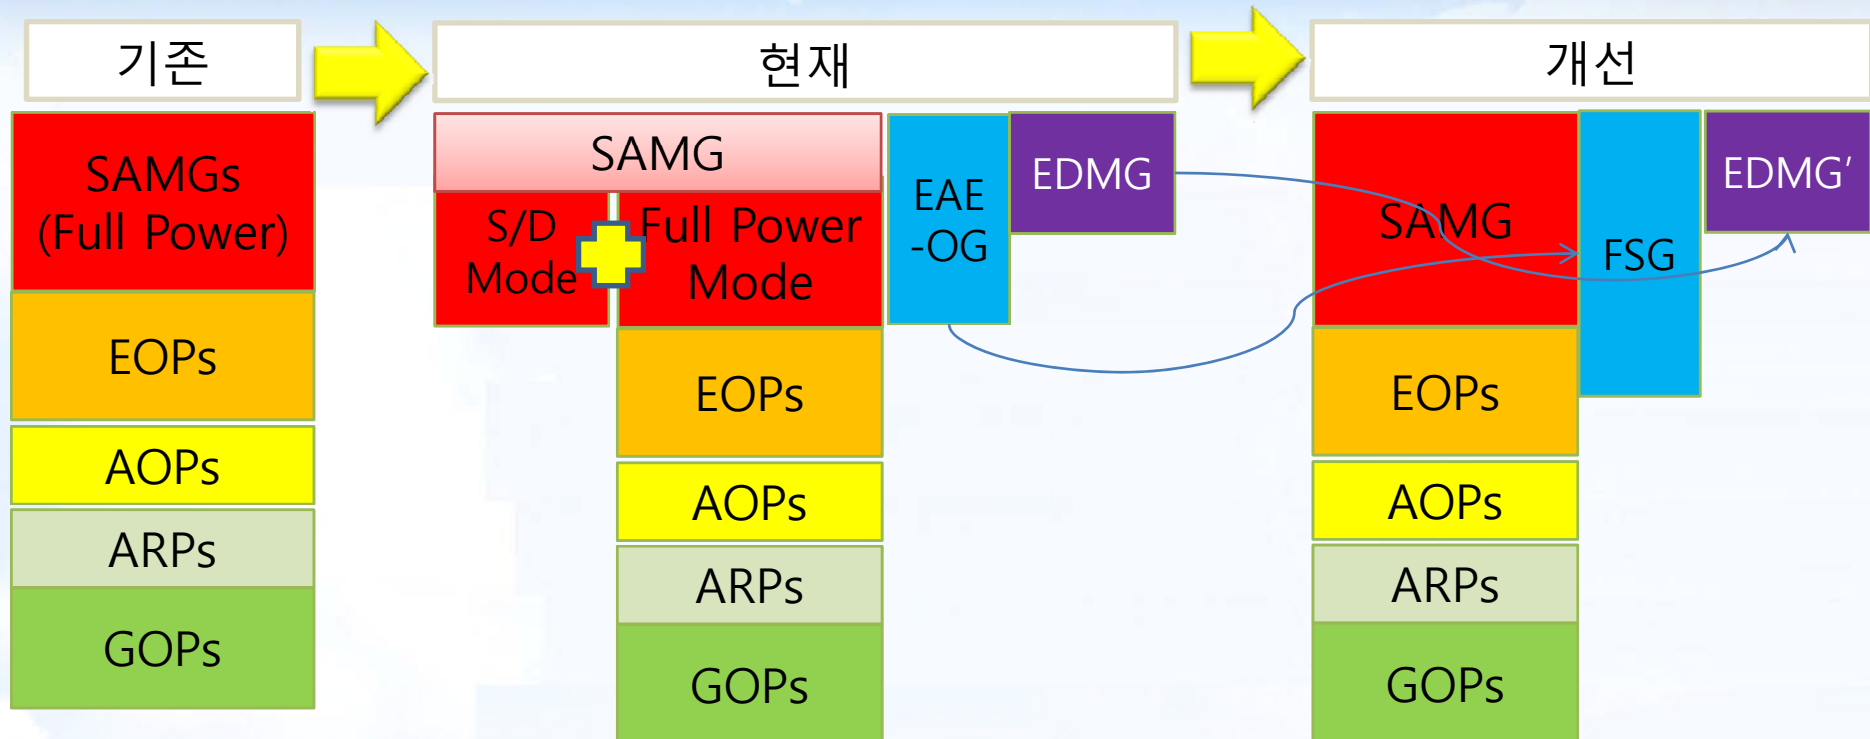 기존
현재
개선
SAMGs
(Full Power)
EOPs
AOPs
ARPs
GOPs
SAMG
S/D
Mode
Full Power
Mode
EOPs
AOPs
ARPs
GOPs
EAE
-OG
EDMG
SAMG
EOPs
AOPs
ARPs
GOPs
FSG
EDMG’